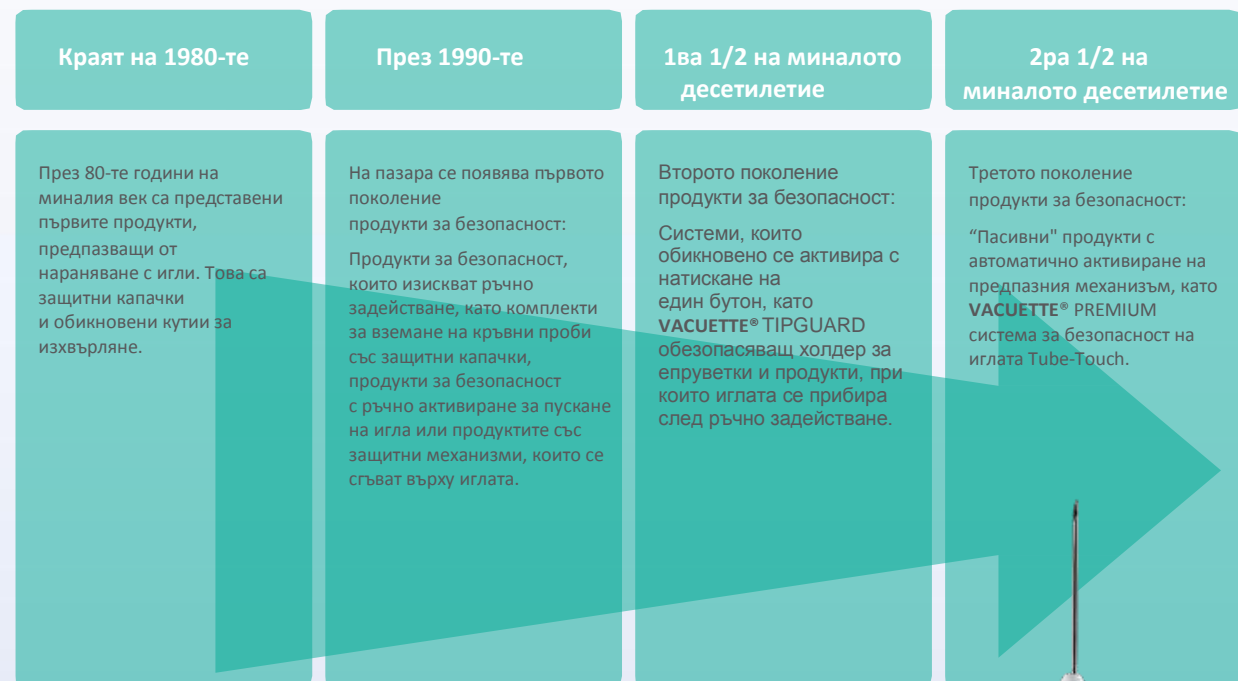 Краят на 1980-те
През 1990-те
1ва 1/2 на миналото
десетилетие
2ра 1/2 на
миналото десетилетие
През 80-те години на
миналия век са представени
първите продукти,
предпазващи от
нараняване с игли. Това са
защитни капачки
и обикновени кутии за
изхвърляне.
На пазара се появява първото
поколение
продукти за безопасност:
Продукти за безопасност,
които изискват ръчно
задействане, като комплекти
за вземане на кръвни проби
със защитни капачки,
продукти за безопасност
с ръчно активиране за пускане
на игла или продуктите със
защитни механизми, които се
сгъват върху иглата.
Второто поколение
продукти за безопасност:
Системи, които
обикновено се активира с
натискане на
един бутон, като
VACUETTE® TIPGUARD
обезопасяващ холдер за
епруветки и продукти, при
които иглата се прибира
след ръчно задействане.
Третото поколение
продукти за безопасност:
“Пасивни" продукти с
автоматично активиране на
предпазния механизъм, като
VACUETTE® PREMIUM
система за безопасност на
иглата Tube-Touch.